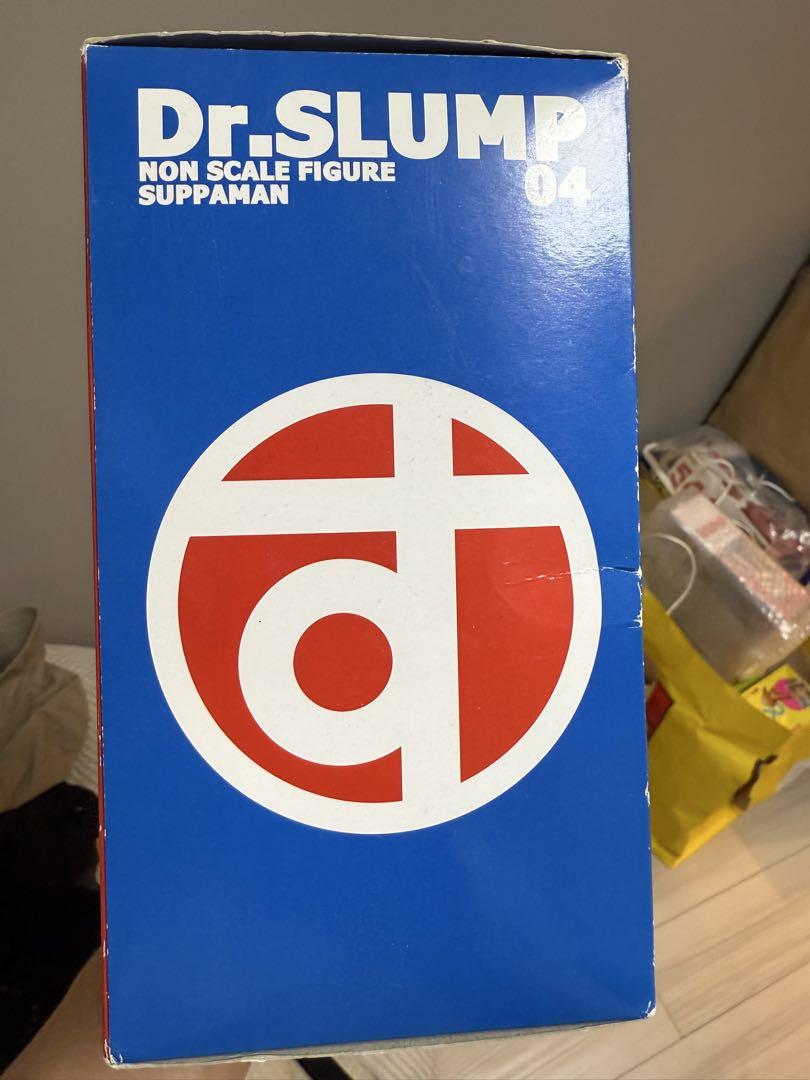 Dr.SLUMP
NON SCALE FIGURE
SUPPAMAN
04
す